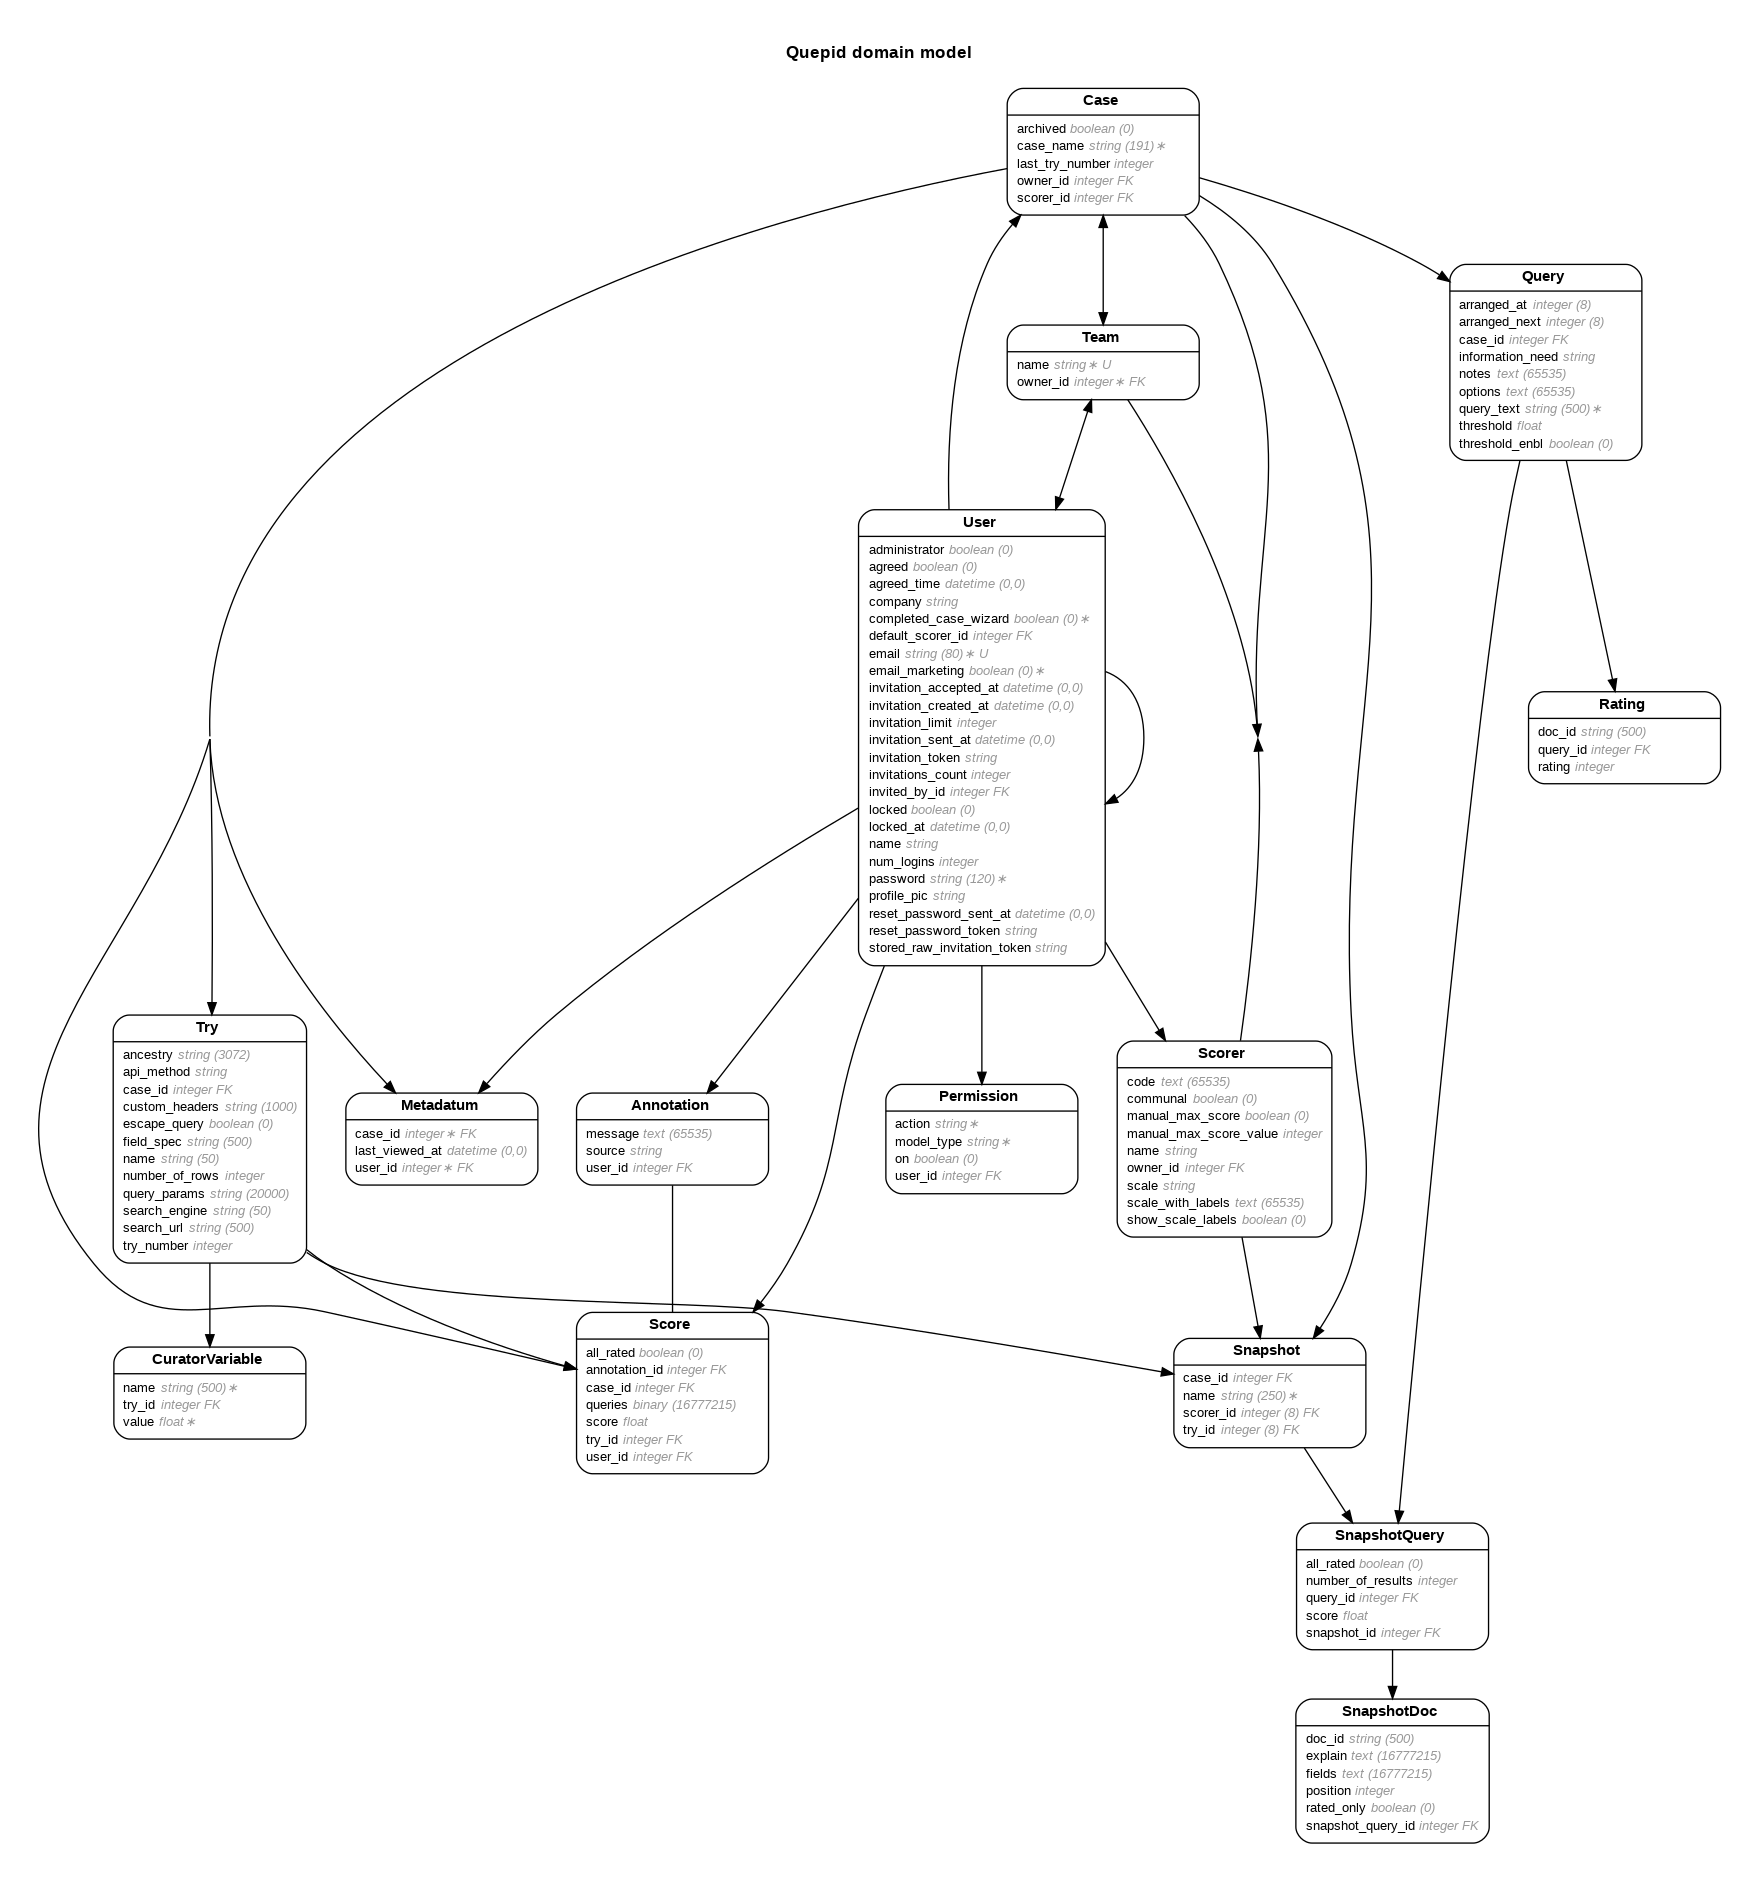 Quepid domain model
Case
archived boolean (0)
case_name string (191)∗
last_try_number integer
owner_id integer FK
scorer_id integer FK
Query
arranged_at integer (8)
arranged_next integer (8)
case_id integer FK
information_need string
notes text (65535)
options text (65535)
query_text string (500)∗
threshold float
threshold_enbl boolean (0)
Team
name string∗ U
owner_id integer∗ FK
User
administrator boolean (0)
agreed boolean (0)
agreed_time datetime (0,0)
company string
completed_case_wizard boolean (0)∗
default_scorer_id integer FK
email string (80)∗ U
email_marketing boolean (0)∗
invitation_accepted_at datetime (0,0)
invitation_created_at datetime (0,0)
invitation_limit integer
invitation_sent_at datetime (0,0)
invitation_token string
invitations_count integer
invited_by_id integer FK
locked boolean (0)
locked_at datetime (0,0)
name string
num_logins integer
password string (120)∗
profile_pic string
reset_password_sent_at datetime (0,0)
reset_password_token string
stored_raw_invitation_token string
Rating
doc_id string (500)
query_id integer FK
rating integer
Try
ancestry string (3072)
api_method string
case_id integer FK
custom_headers string (1000)
escape_query boolean (0)
field_spec string (500)
name string (50)
number_of_rows integer
query_params string (20000)
search_engine string (50)
search_url string (500)
try_number integer
Metadatum
case_id integer∗ FK
last_viewed_at datetime (0,0)
user_id integer∗ FK
Annotation
message text (65535)
source string
user_id integer FK
Permission
action string∗
model_type string∗
on boolean (0)
user_id integer FK
Scorer
code text (65535)
communal boolean (0)
manual_max_score boolean (0)
manual_max_score_value integer
name string
owner_id integer FK
scale string
scale_with_labels text (65535)
show_scale_labels boolean (0)
CuratorVariable
name string (500)∗
try_id integer FK
value float∗
Score
all_rated boolean (0)
annotation_id integer FK
case_id integer FK
queries binary (16777215)
score float
try_id integer FK
user_id integer FK
Snapshot
case_id integer FK
name string (250)∗
scorer_id integer (8) FK
try_id integer (8) FK
SnapshotQuery
all_rated boolean (0)
number_of_results integer
query_id integer FK
score float
snapshot_id integer FK
SnapshotDoc
doc_id string (500)
explain text (16777215)
fields text (16777215)
position integer
rated_only boolean (0)
snapshot_query_id integer FK